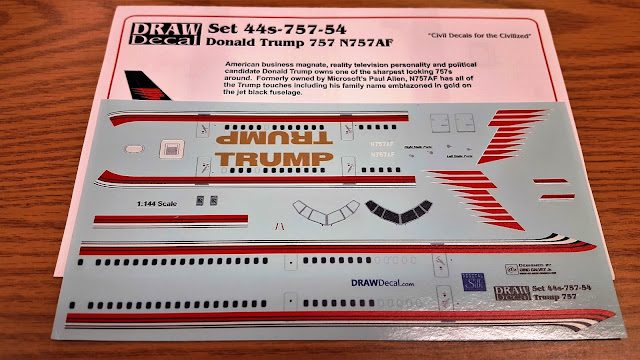 DRAW
Decal
Set 44s-757-54
Donald Trump 757 N757AF
"Civil Decals for the Civilized"
American business magnate, reality television personality and political
candidate Donald Trump owns one of the sharpest looking 757s
around. Formerly owned by Microsoft's Paul Allen, N757AF has all of
the Trump touches including his family name emblazoned in gold on
the jet black fuselage.
TRUMP
TRUMP
N757AF
N757AF
Right Static Ports
Left Static Ports
1:144 Scale
DRAWDecal.com
Silk
DESIGNED BY
DRAW
Decal
Set 44s-757-54
Trump 757